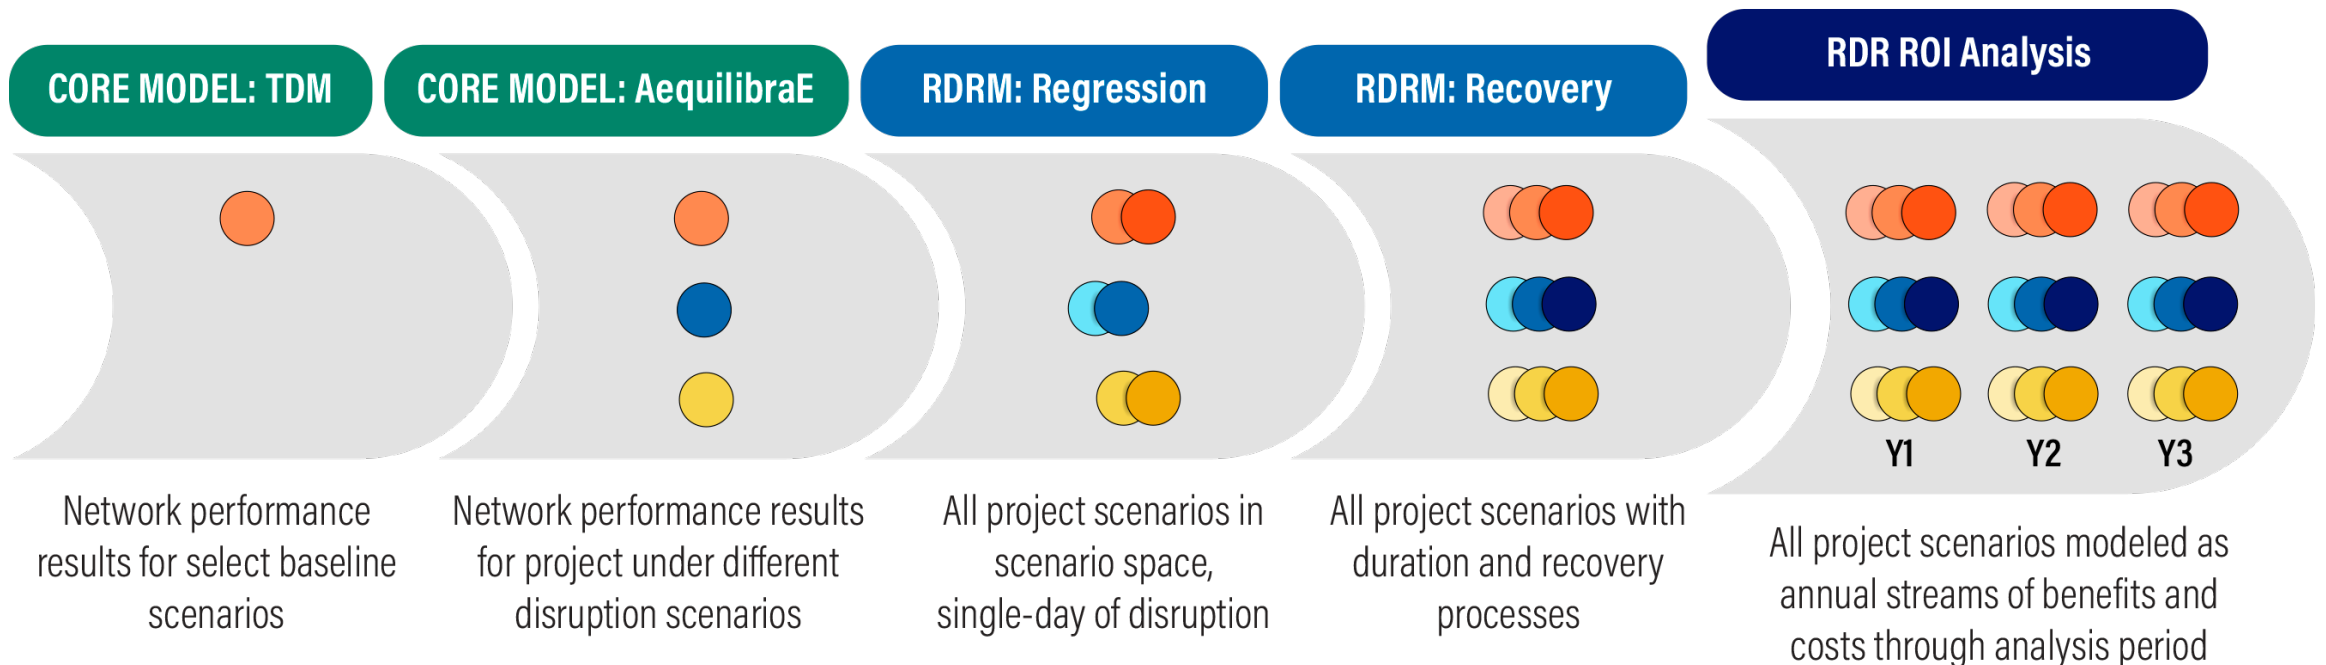 CORE MODEL: TDM
CORE MODEL: AequilibraE
RDRM: Regression
RDRM: Recovery
RDR ROI Analysis
Y1
Y2
Y3
Network performance
results for select baseline
scenarios
Network performance results
for project under different
disruption scenarios
All project scenarios in
scenario space,
single-day of disruption
All project scenarios with
duration and recovery
processes
All project scenarios modeled as
annual streams of benefits and
costs through analysis period